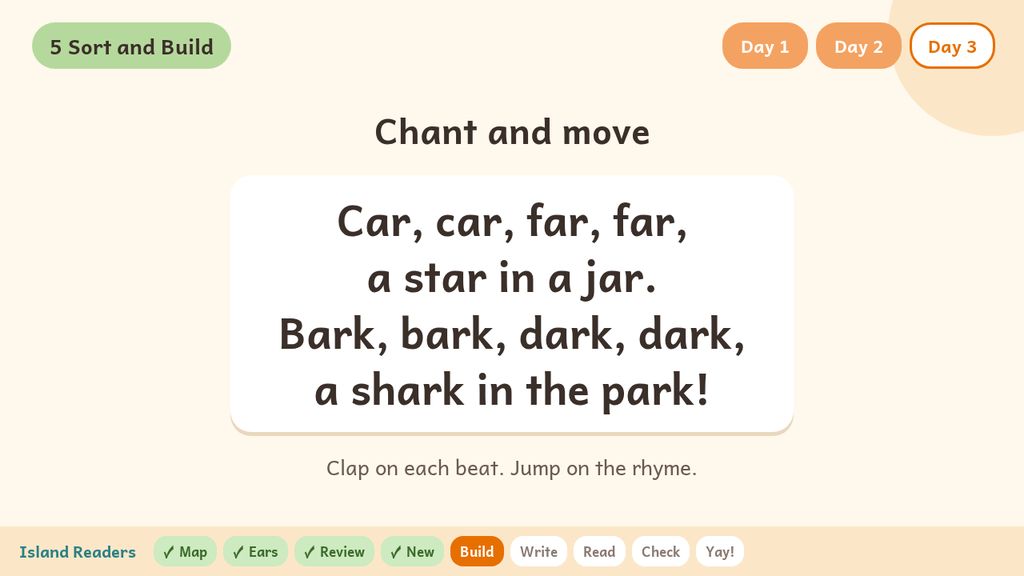 5 Sort and Build
Day 1
Day 2
Day 3
Chant and move
Car, car, far, far,
a star in a jar.
Bark, bark, dark, dark,
a shark in the park!
Clap on each beat. Jump on the rhyme.
Island Readers
✓ Map
✓ Ears
✓ Review
✓ New
Build
Write
Read
Check
Yay!